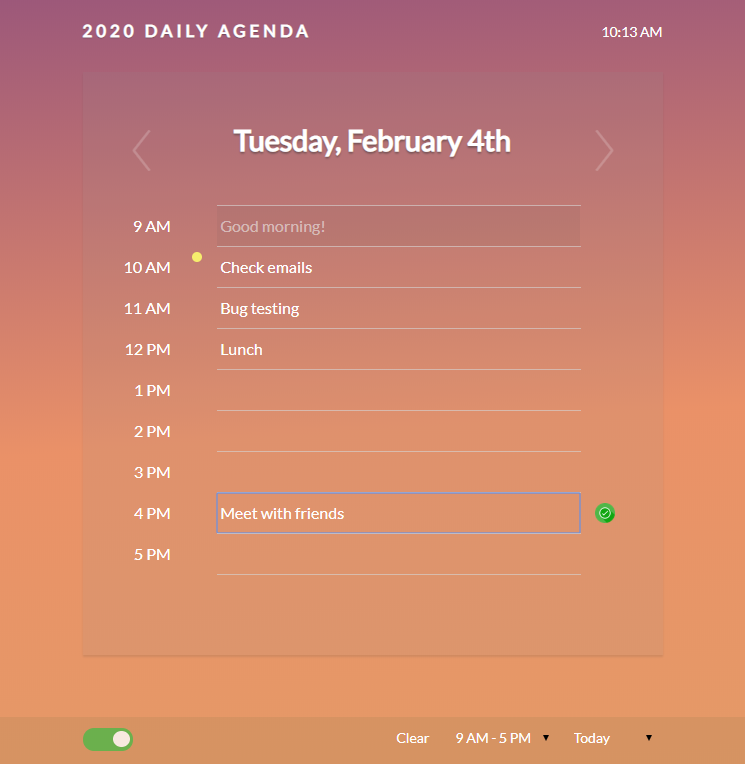 2020 DAILY AGENDA 10:13 AM
Tuesday, February 4th
9 AM Good morning!
10 AM Check emails
11 AM Bug testing
12 PM Lunch
1 PM
2 PM
3 PM
4 PM Meet with friends
5 PM
Clear 9 AM - 5 PM Today